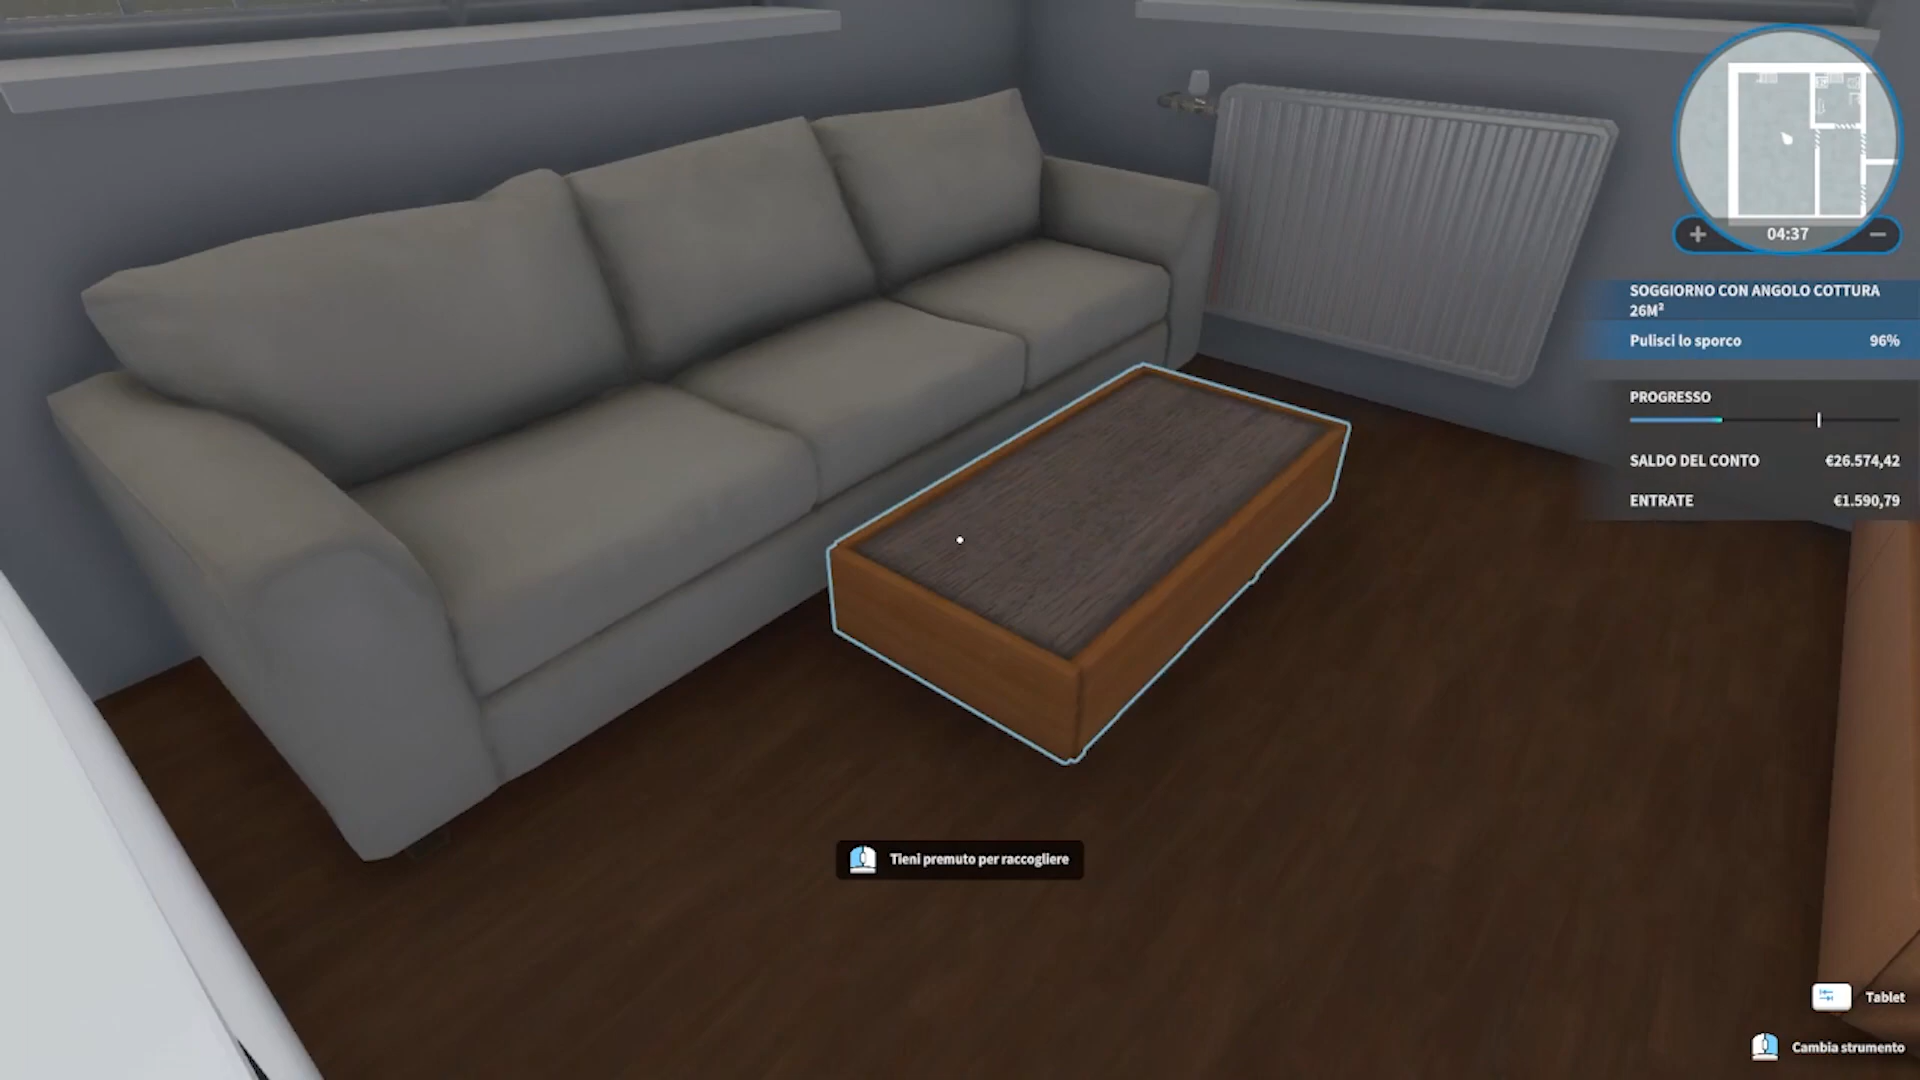 04:37
SOGGIORNO CON ANGOLO COTTURA
26M²
Pulisci lo sporco 96%
PROGRESSO
SALDO DEL CONTO €26.574,42
ENTRATE €1.590,79
Tieni premuto per raccogliere
Tablet
Cambia strumento